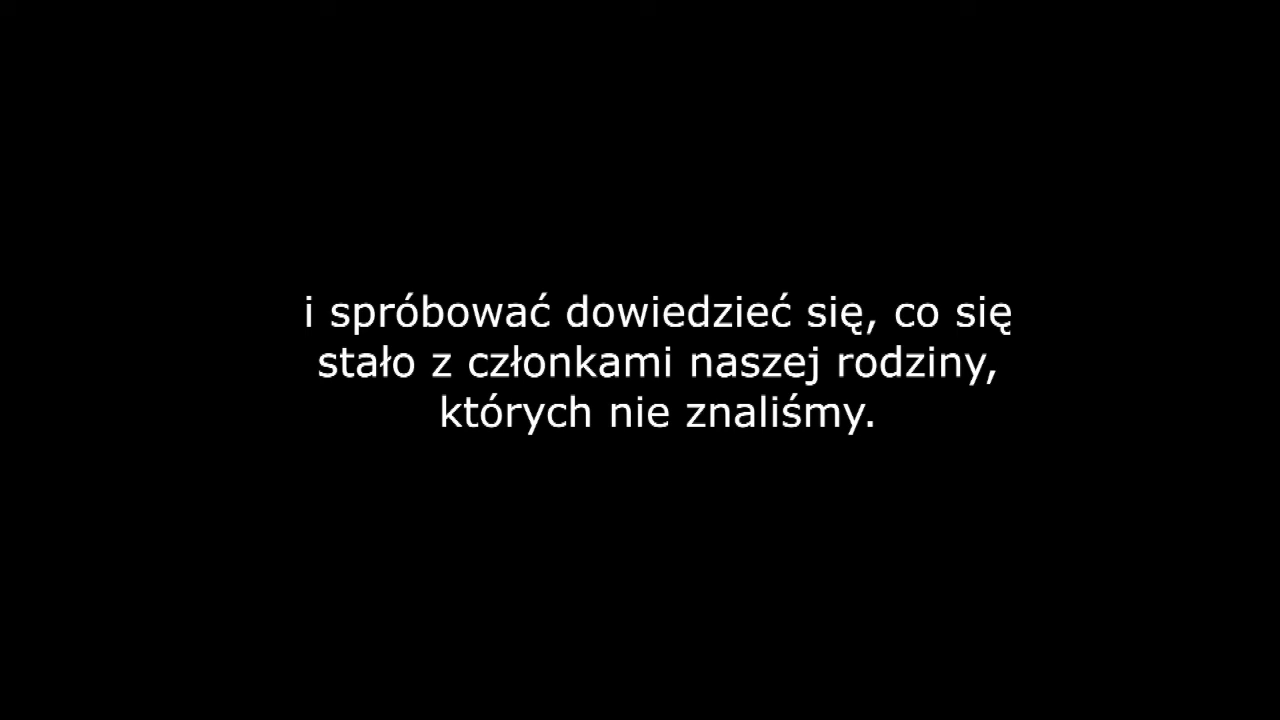 i spróbować dowiedzieć się, co się
stało z członkami naszej rodziny,
których nie znaliśmy.